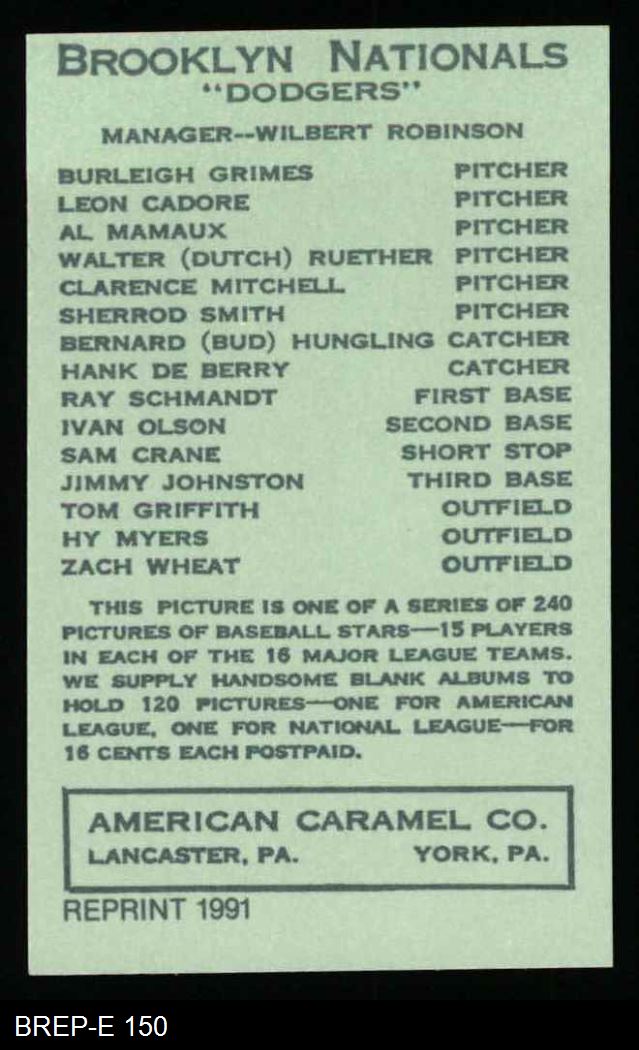 BROOKLYN NATIONALS
"DODGERS"
MANAGER--WILBERT ROBINSON
BURLEIGH GRIMES PITCHER
LEON CADORE PITCHER
AL MAMAUX PITCHER
WALTER (DUTCH) RUETHER PITCHER
CLARENCE MITCHELL PITCHER
SHERROD SMITH PITCHER
BERNARD (BUD) HUNGLING CATCHER
HANK DE BERRY CATCHER
RAY SCHMANDT FIRST BASE
IVAN OLSON SECOND BASE
SAM CRANE SHORT STOP
JIMMY JOHNSTON THIRD BASE
TOM GRIFFITH OUTFIELD
HY MYERS OUTFIELD
ZACH WHEAT OUTFIELD
THIS PICTURE IS ONE OF A SERIES OF 240
PICTURES OF BASEBALL STARS—15 PLAYERS
IN EACH OF THE 16 MAJOR LEAGUE TEAMS.
WE SUPPLY HANDSOME BLANK ALBUMS TO
HOLD 120 PICTURES—ONE FOR AMERICAN
LEAGUE, ONE FOR NATIONAL LEAGUE—FOR
16 CENTS EACH POSTPAID.
AMERICAN CARAMEL CO.
LANCASTER, PA. YORK, PA.
REPRINT 1991
BREP-E 150